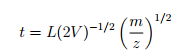 t = L(2V)^{-1/2} (m/z)^{1/2}